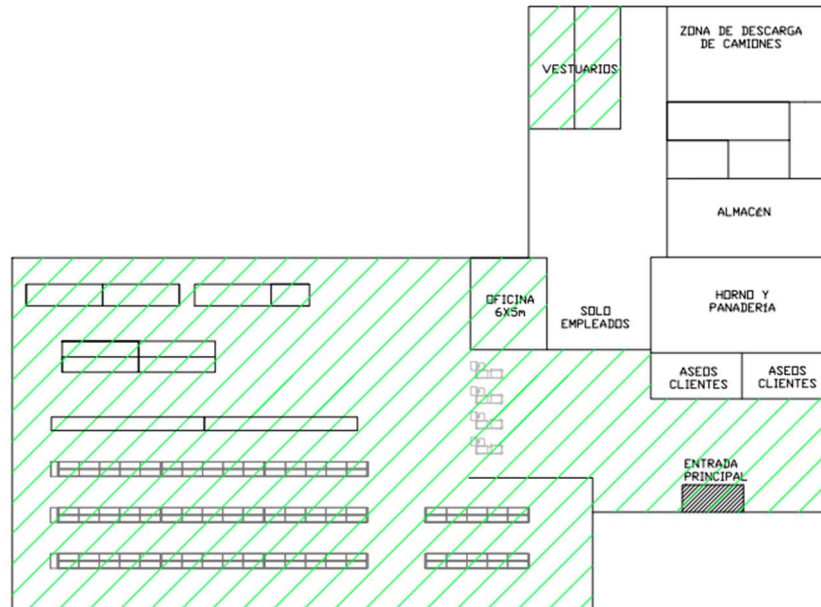 ZONA DE DESCARGA
DE CAMIONES
VESTUARIOS
ALMACÉN
OFICINA
6X5m
SOLO
EMPLEADOS
HORNO Y
PANADERÍA
ASEOS
CLIENTES
ASEOS
CLIENTES
ENTRADA
PRINCIPAL